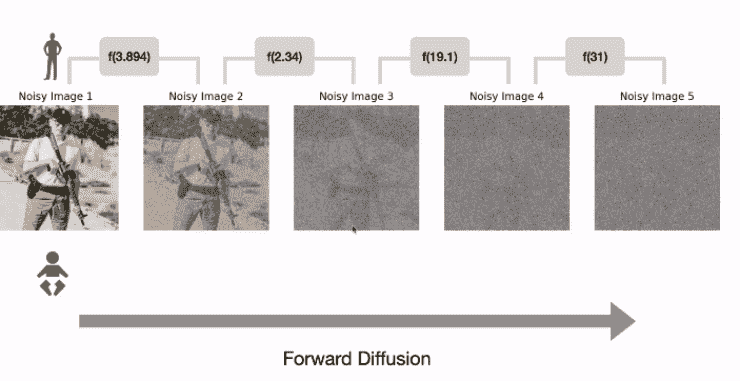 f(3.894)
f(2.34)
f(19.1)
f(31)
Noisy Image 1
Noisy Image 2
Noisy Image 3
Noisy Image 4
Noisy Image 5
Forward Diffusion